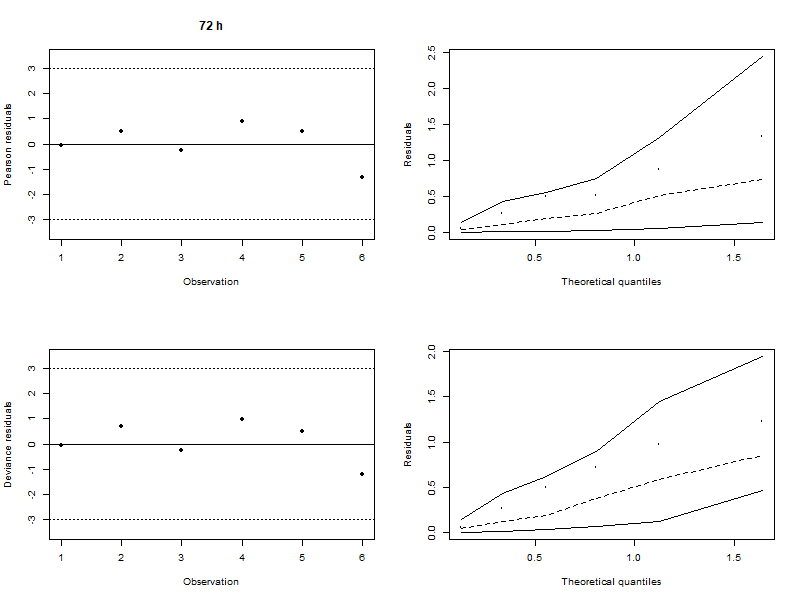 72 h
Pearson residuals
3
2
1
0
-1
-2
-3
1 2 3 4 5 6
Observation
Residuals
2.5
2.0
1.5
1.0
0.5
0.0
0.5 1.0 1.5
Theoretical quantiles
Deviance residuals
3
2
1
0
-1
-2
-3
1 2 3 4 5 6
Observation
Residuals
2.0
1.5
1.0
0.5
0.0
0.5 1.0 1.5
Theoretical quantiles